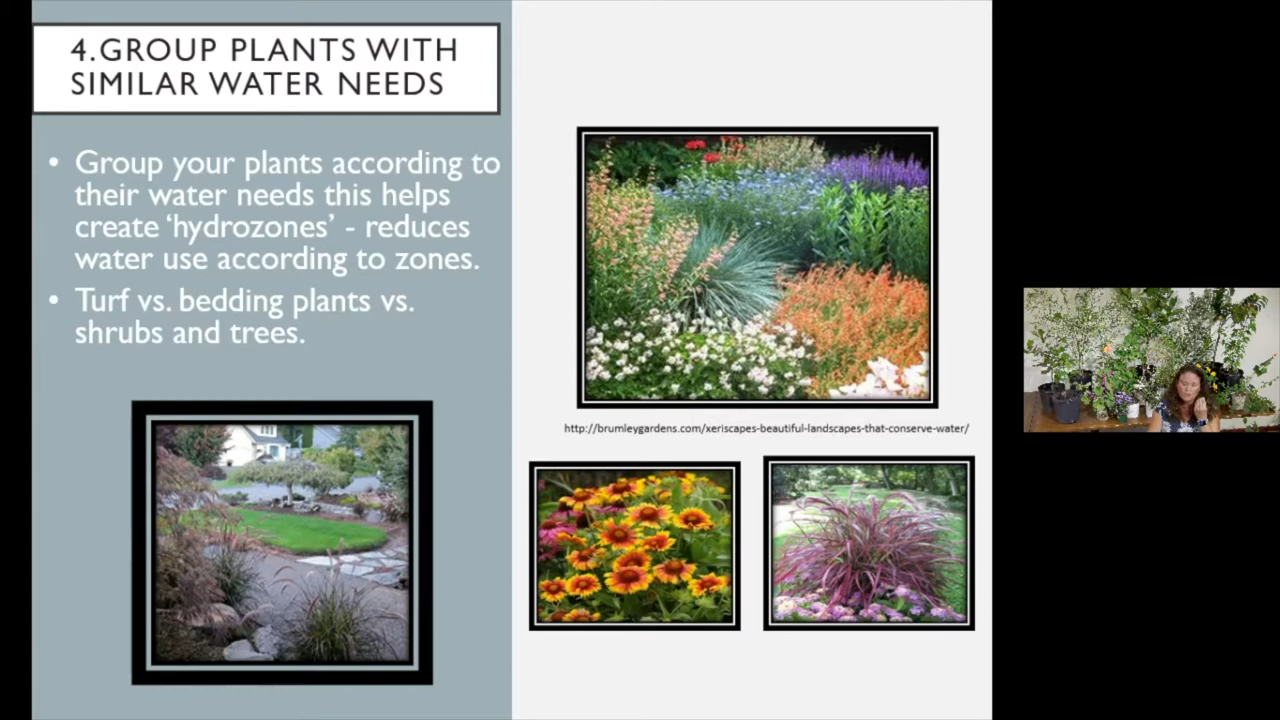 4.GROUP PLANTS WITH
SIMILAR WATER NEEDS
• Group your plants according to
their water needs this helps
create ‘hydrozones’ - reduces
water use according to zones.
• Turf vs. bedding plants vs.
shrubs and trees.
http://brumleygardens.com/xeriscapes-beautiful-landscapes-that-conserve-water/